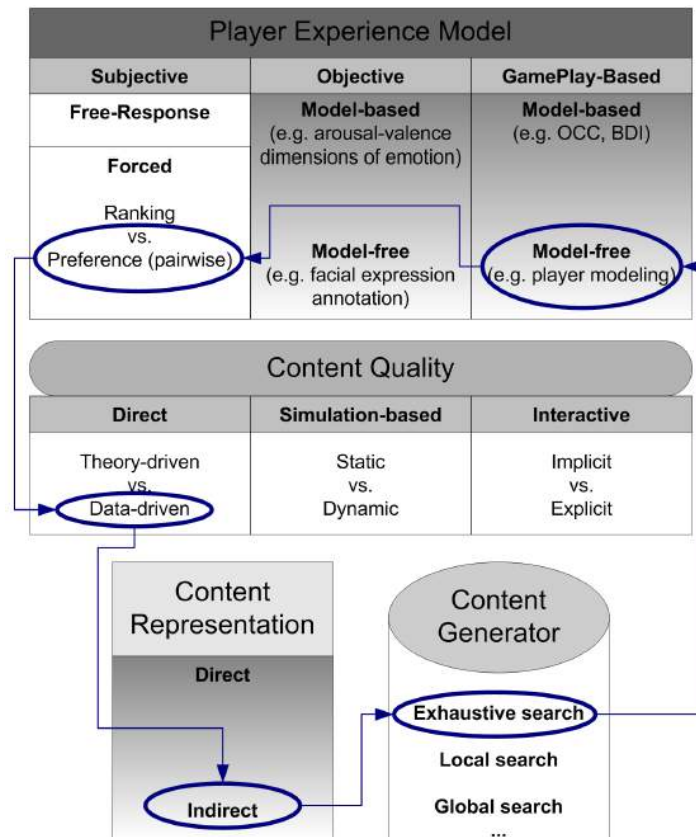 Player Experience Model
Subjective
Objective
GamePlay-Based
Free-Response
Forced
Ranking
vs.
Preference (pairwise)
Model-based
(e.g. arousal-valence
dimensions of emotion)
Model-free
(e.g. facial expression
annotation)
Model-based
(e.g. OCC, BDI)
Model-free
(e.g. player modeling)
Content Quality
Direct
Simulation-based
Interactive
Theory-driven
vs.
Data-driven
Static
vs.
Dynamic
Implicit
vs.
Explicit
Content
Representation
Direct
Indirect
Content
Generator
Exhaustive search
Local search
Global search
...